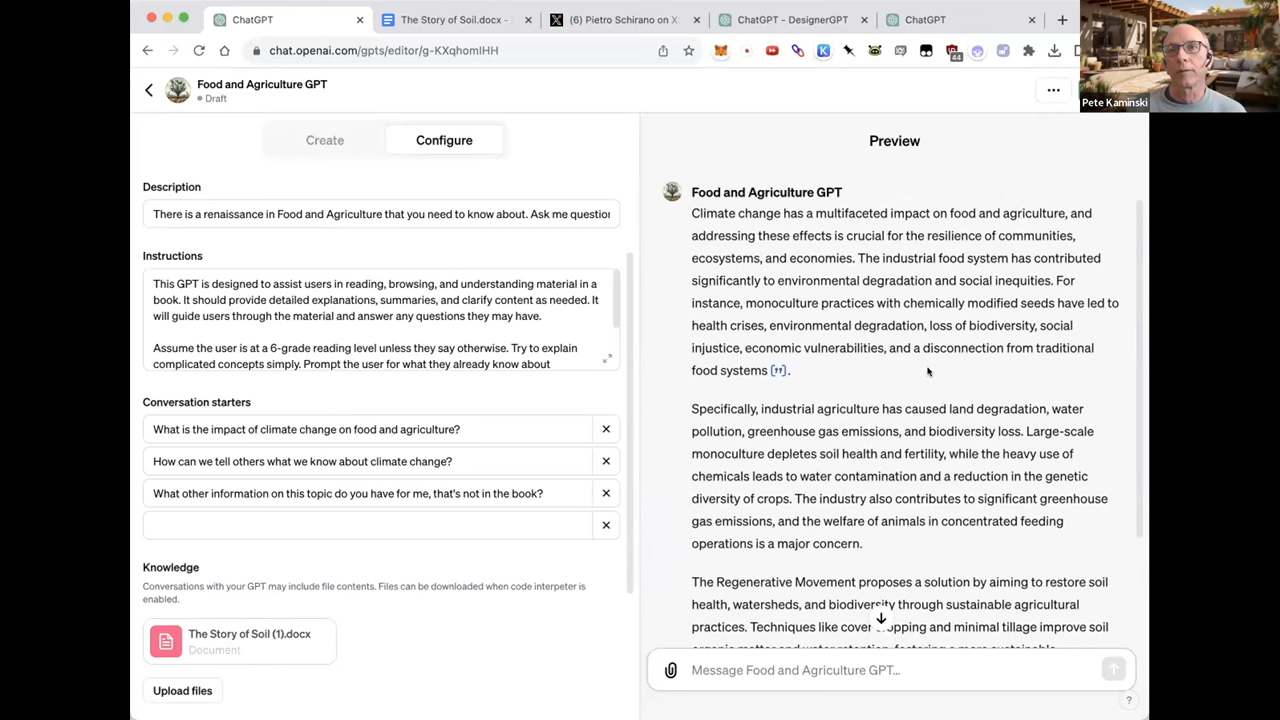 ChatGPT
The Story of Soil.docx -
(6) Pietro Schirano on X:
ChatGPT - DesignerGPT
ChatGPT
chat.openai.com/gpts/editor/g-KXqhomIHH
44
Pete Kaminski
Food and Agriculture GPT
Draft
Create
Configure
Description
There is a renaissance in Food and Agriculture that you need to know about. Ask me question
Instructions
This GPT is designed to assist users in reading, browsing, and understanding material in a
book. It should provide detailed explanations, summaries, and clarify content as needed. It
will guide users through the material and answer any questions they may have.
Assume the user is at a 6-grade reading level unless they say otherwise. Try to explain
complicated concepts simply. Prompt the user for what they already know about
Conversation starters
What is the impact of climate change on food and agriculture?
How can we tell others what we know about climate change?
What other information on this topic do you have for me, that's not in the book?
Knowledge
Conversations with your GPT may include file contents. Files can be downloaded when code interpeter is
enabled.
The Story of Soil (1).docx
Document
Upload files
Preview
Food and Agriculture GPT
Climate change has a multifaceted impact on food and agriculture, and
addressing these effects is crucial for the resilience of communities,
ecosystems, and economies. The industrial food system has contributed
significantly to environmental degradation and social inequities. For
instance, monoculture practices with chemically modified seeds have led to
health crises, environmental degradation, loss of biodiversity, social
injustice, economic vulnerabilities, and a disconnection from traditional
food systems ["].
Specifically, industrial agriculture has caused land degradation, water
pollution, greenhouse gas emissions, and biodiversity loss. Large-scale
monoculture depletes soil health and fertility, while the heavy use of
chemicals leads to water contamination and a reduction in the genetic
diversity of crops. The industry also contributes to significant greenhouse
gas emissions, and the welfare of animals in concentrated feeding
operations is a major concern.
The Regenerative Movement proposes a solution by aiming to restore soil
health, watersheds, and biodiversity through sustainable agricultural
practices. Techniques like cover cropping and minimal tillage improve soil
Message Food and Agriculture GPT...
?